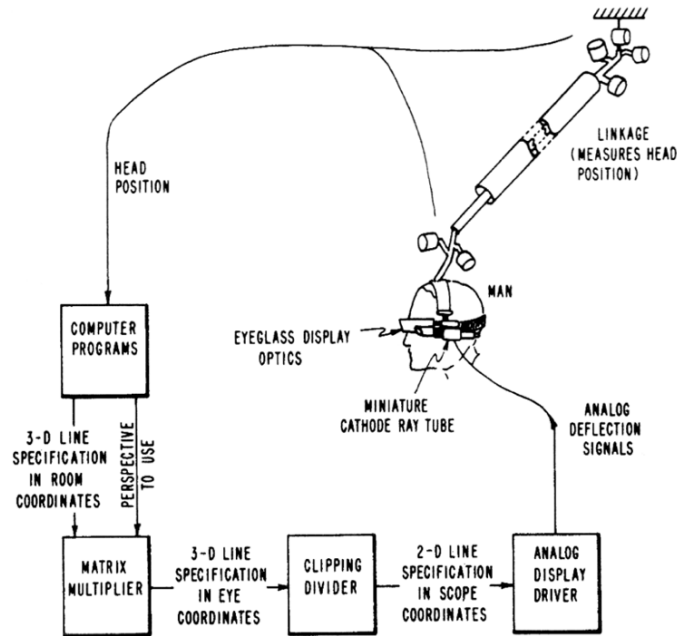 LINKAGE
(MEASURES HEAD
POSITION)
HEAD
POSITION
MAN
EYEGLASS DISPLAY
OPTICS
MINIATURE
CATHODE RAY TUBE
COMPUTER
PROGRAMS
ANALOG
DEFLECTION
SIGNALS
3-D LINE
SPECIFICATION
IN ROOM
COORDINATES
PERSPECTIVE
TO USE
MATRIX
MULTIPLIER
3-D LINE
SPECIFICATION
IN EYE
COORDINATES
CLIPPING
DIVIDER
2-D LINE
SPECIFICATION
IN SCOPE
COORDINATES
ANALOG
DISPLAY
DRIVER